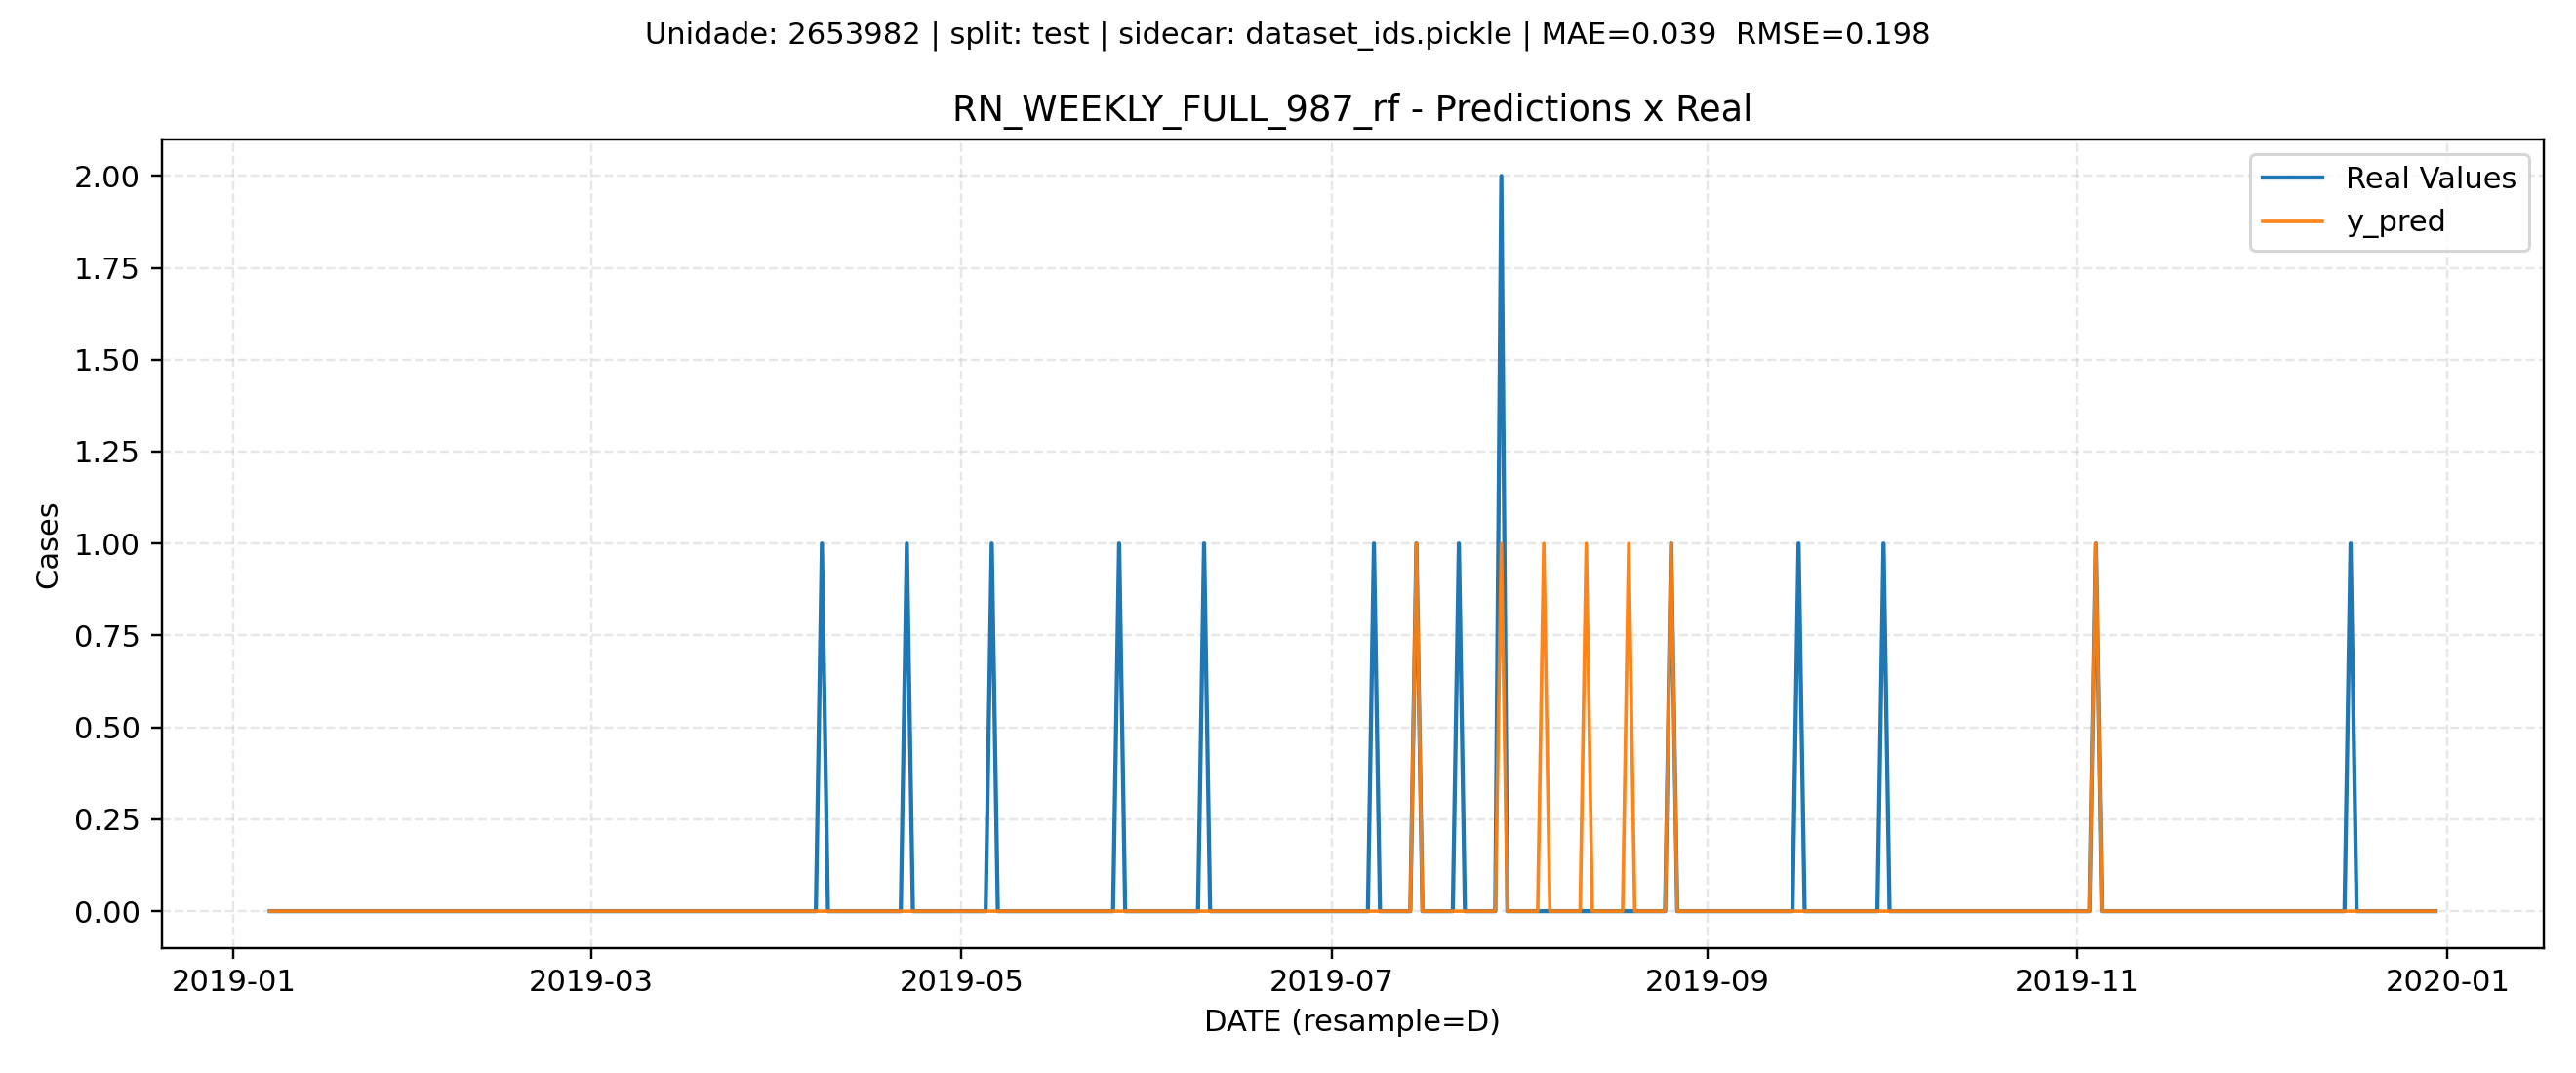 Unidade: 2653982 | split: test | sidecar: dataset_ids.pickle | MAE=0.039  RMSE=0.198
RN_WEEKLY_FULL_987_rf - Predictions x Real
Real Values
y_pred
2.00
1.75
1.50
1.25
1.00
0.75
0.50
0.25
0.00
Cases
2019-01
2019-03
2019-05
2019-07
2019-09
2019-11
2020-01
DATE (resample=D)